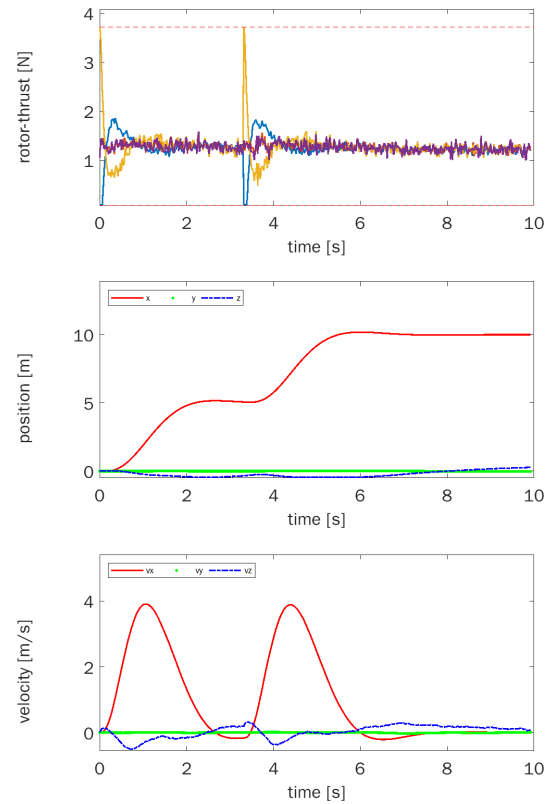 rotor-thrust [N]
4
3
2
1
0 2 4 6 8 10
time [s]
position [m]
x y z
10
5
0
0 2 4 6 8 10
time [s]
velocity [m/s]
vx vy vz
4
2
0
0 2 4 6 8 10
time [s]